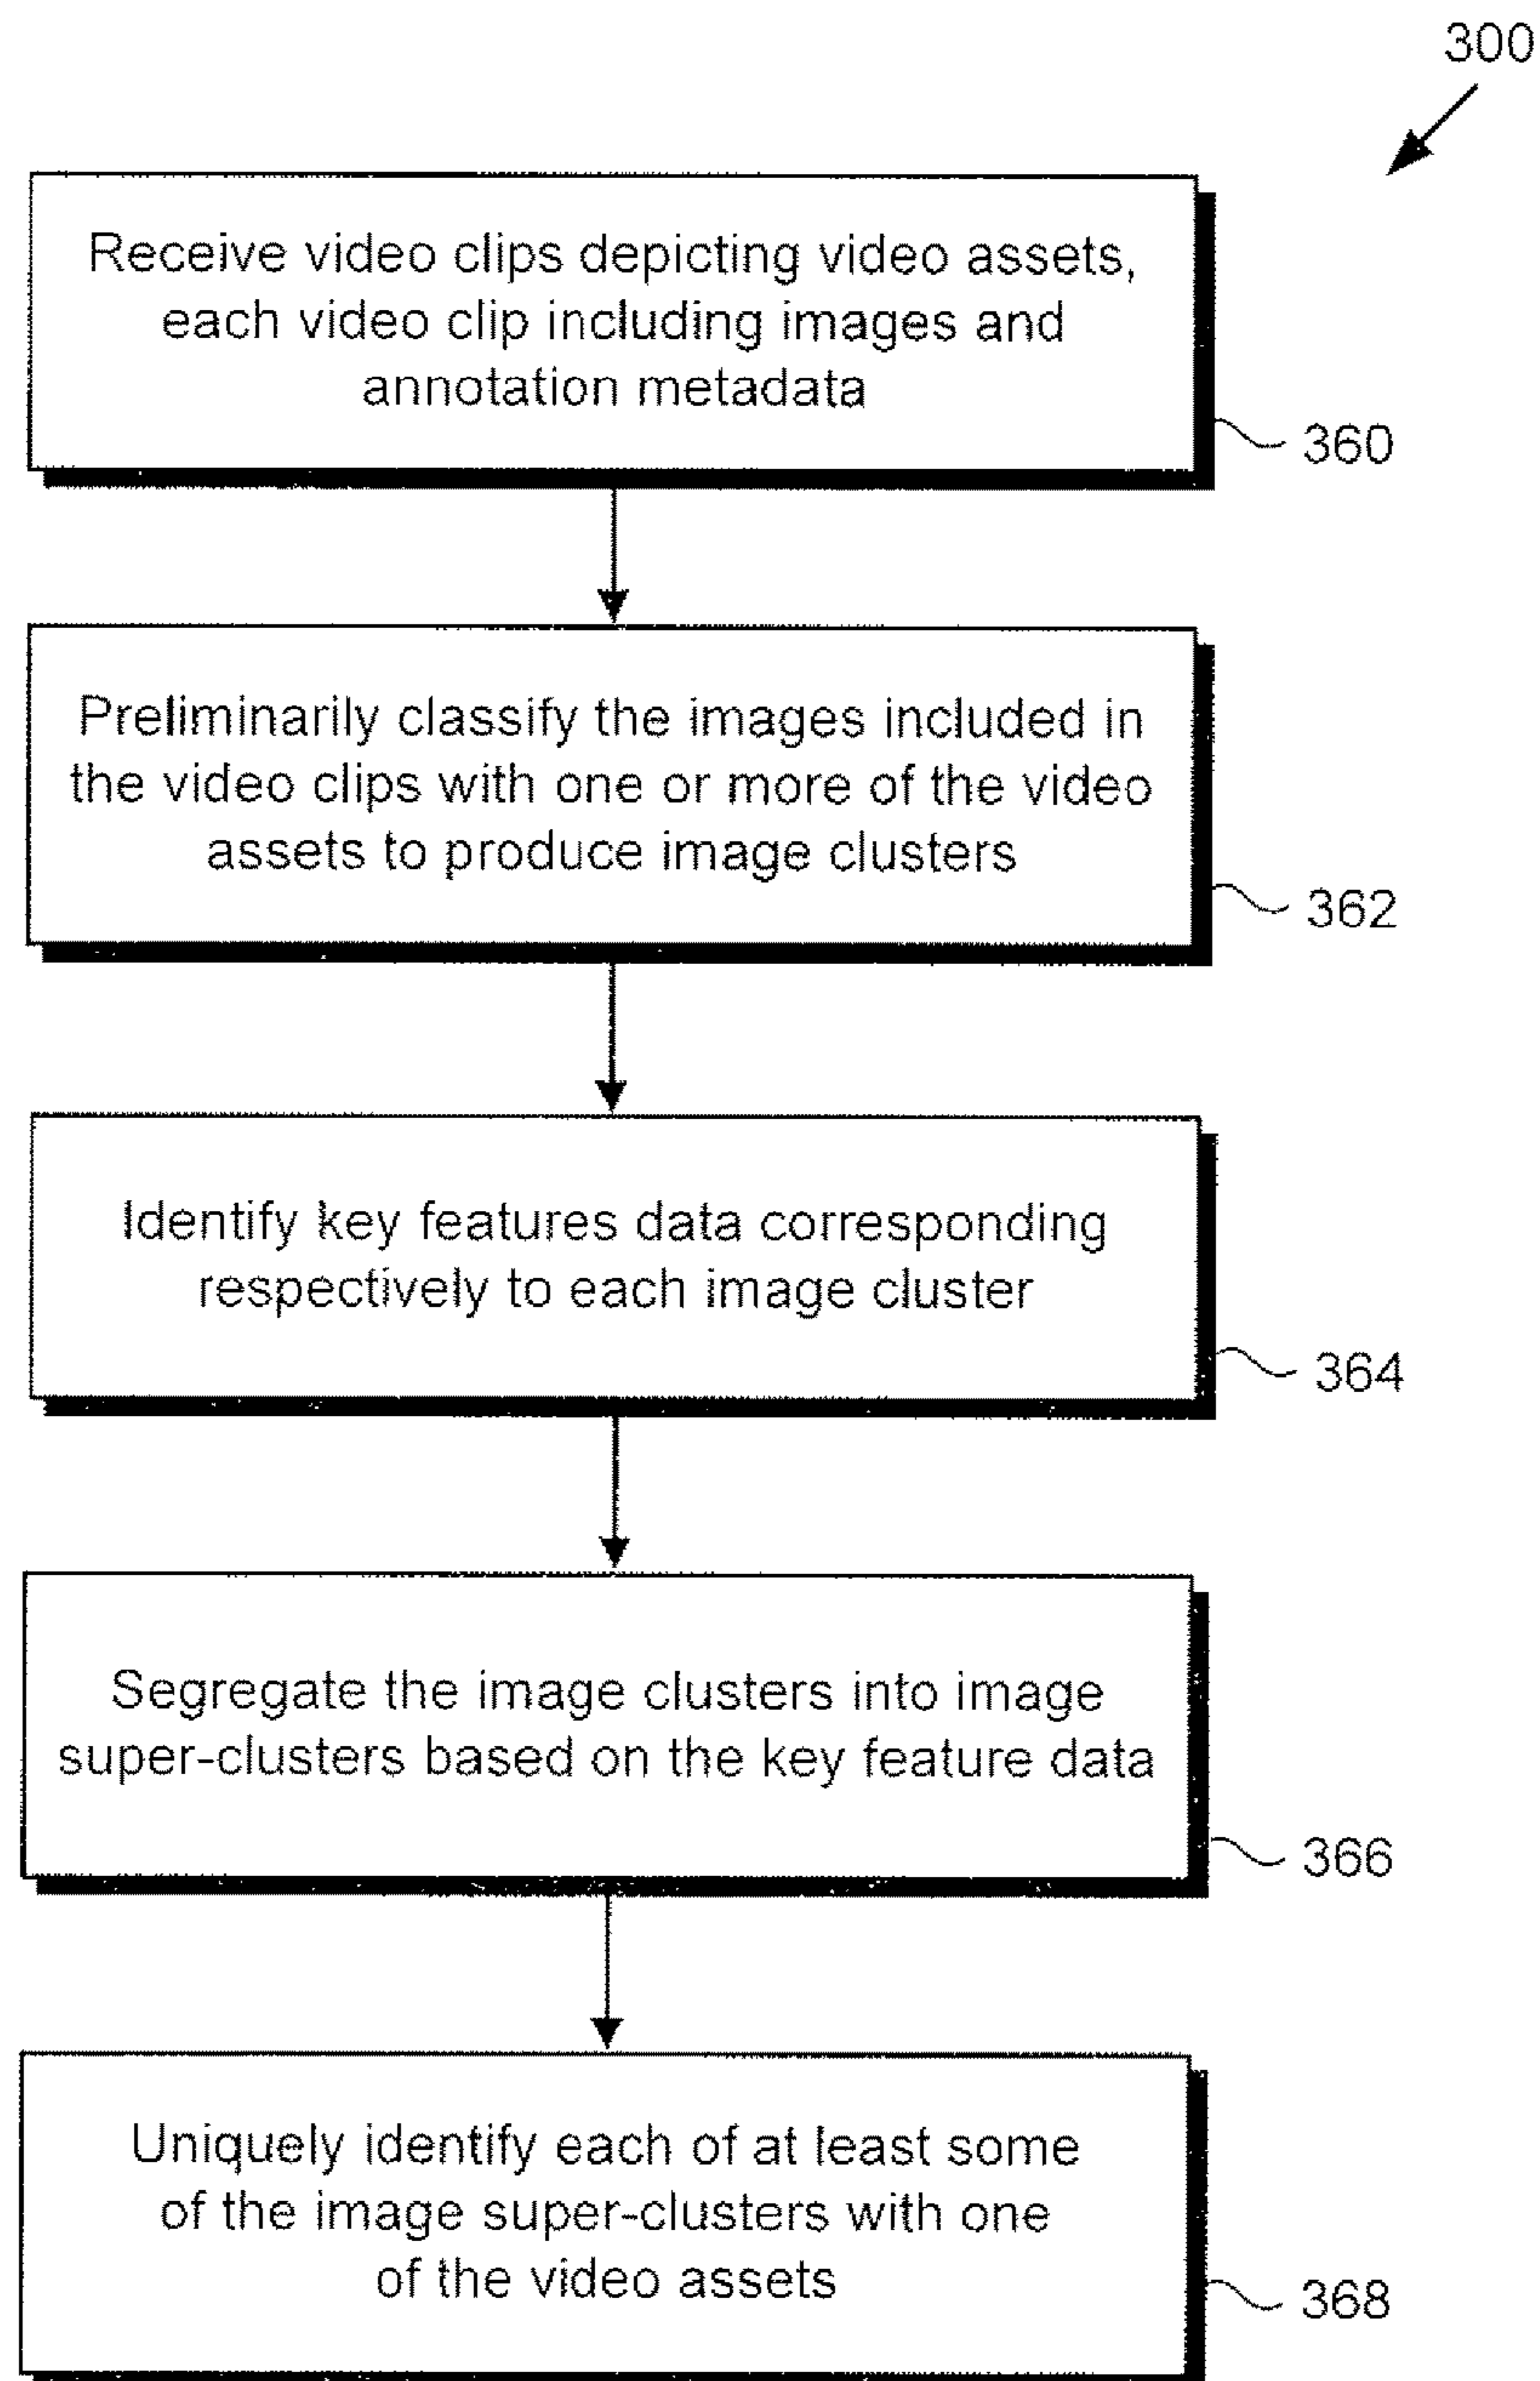 300
Receive video clips depicting video assets,
each video clip including images and
annotation metadata
360
Preliminarily classify the images included in
the video clips with one or more of the video
assets to produce image clusters
362
Identify key features data corresponding
respectively to each image cluster
364
Segregate the image clusters into image
super-clusters based on the key feature data
366
Uniquely identify each of at least some
of the image super-clusters with one
of the video assets
368